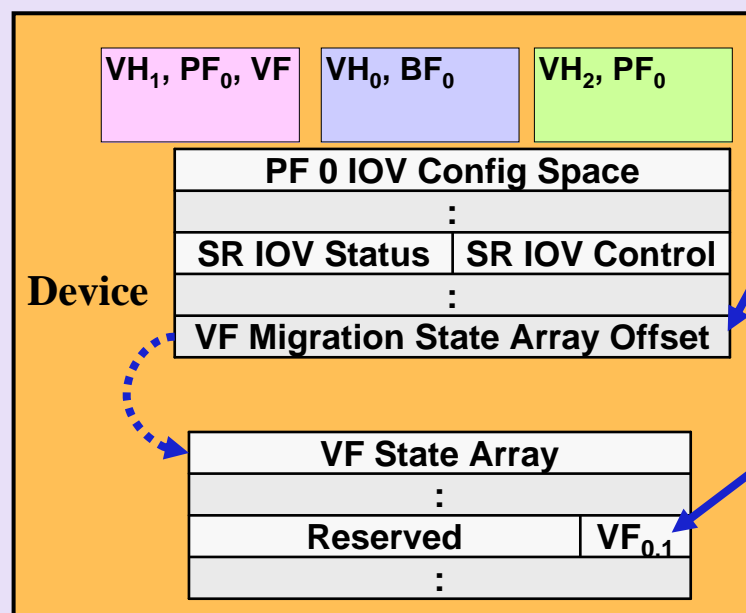 VH₁, PF₀, VF
VH₀, BF₀
VH₂, PF₀
PF 0 IOV Config Space
:
SR IOV Status
SR IOV Control
:
Device
VF Migration State Array Offset
VF State Array
:
Reserved
VF₀.₁
: